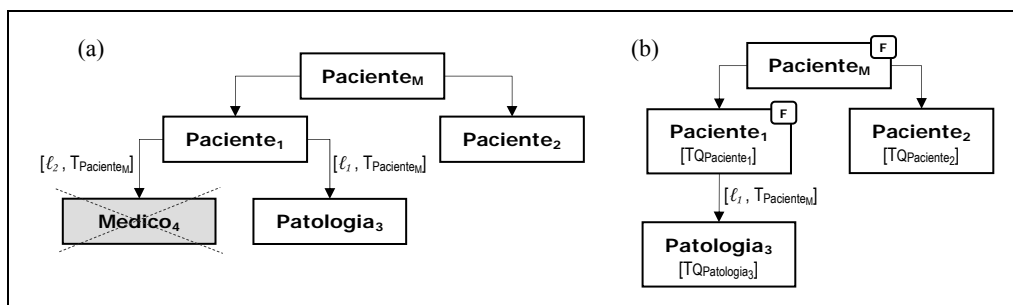 (a)
Paciente_M
Paciente_1
Paciente_2
[ℓ_2 , T_Paciente_M]
[ℓ_1 , T_Paciente_M]
Medico_4
Patologia_3
(b)
F
Paciente_M
F
Paciente_1
[TQ_Paciente_1]
Paciente_2
[TQ_Paciente_2]
[ℓ_1 , T_Paciente_M]
Patologia_3
[TQ_Patologia_3]